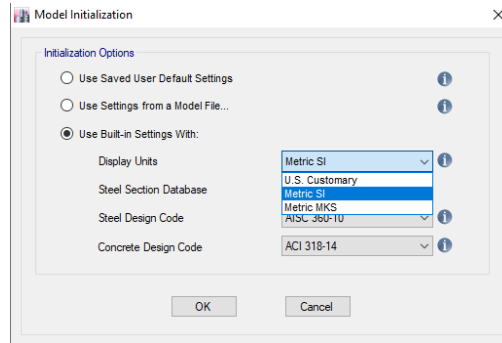 Model Initialization
Initialization Options
Use Saved User Default Settings
Use Settings from a Model File...
Use Built-in Settings With:
Display Units Metric SI
U.S. Customary
Metric SI
Steel Section Database
Metric MKS
Steel Design Code AISC 360-10
Concrete Design Code ACI 318-14
OK Cancel